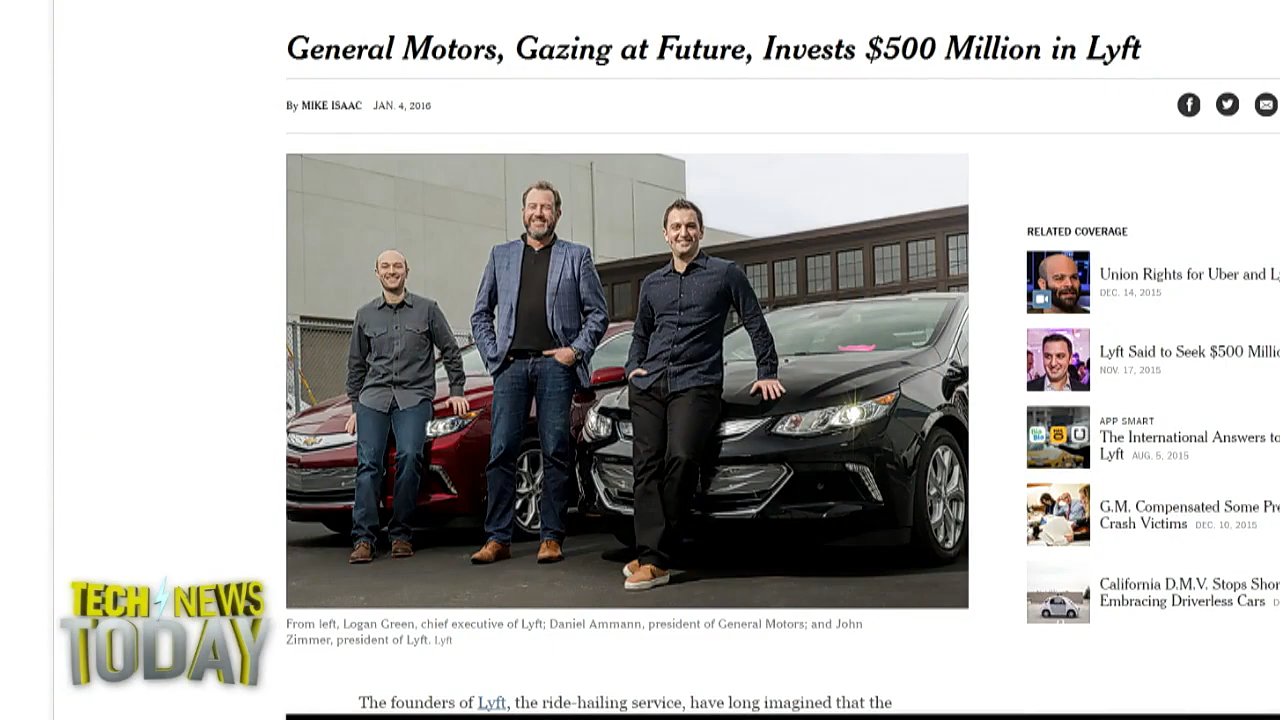 General Motors, Gazing at Future, Invests $500 Million in Lyft
By MIKE ISAAC JAN. 4, 2016
RELATED COVERAGE
Union Rights for Uber and L
DEC. 14, 2015
Lyft Said to Seek $500 Millio
NOV. 17, 2015
APP SMART
The International Answers to
Lyft AUG. 5, 2015
G.M. Compensated Some Pre
Crash Victims DEC. 10, 2015
California D.M.V. Stops Shor
Embracing Driverless Cars D
From left, Logan Green, chief executive of Lyft; Daniel Ammann, president of General Motors; and John
Zimmer, president of Lyft. Lyft
The founders of Lyft, the ride-hailing service, have long imagined that the
TECH NEWS
TODAY